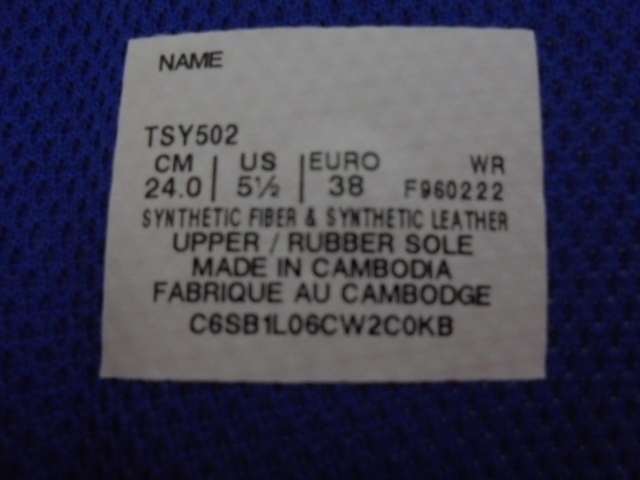 NAME
TSY502
CM | US | EURO WR
24.0 | 5½ | 38 F960222
SYNTHETIC FIBER & SYNTHETIC LEATHER
UPPER / RUBBER SOLE
MADE IN CAMBODIA
FABRIQUE AU CAMBODGE
C6SB1L06CW2C0KB